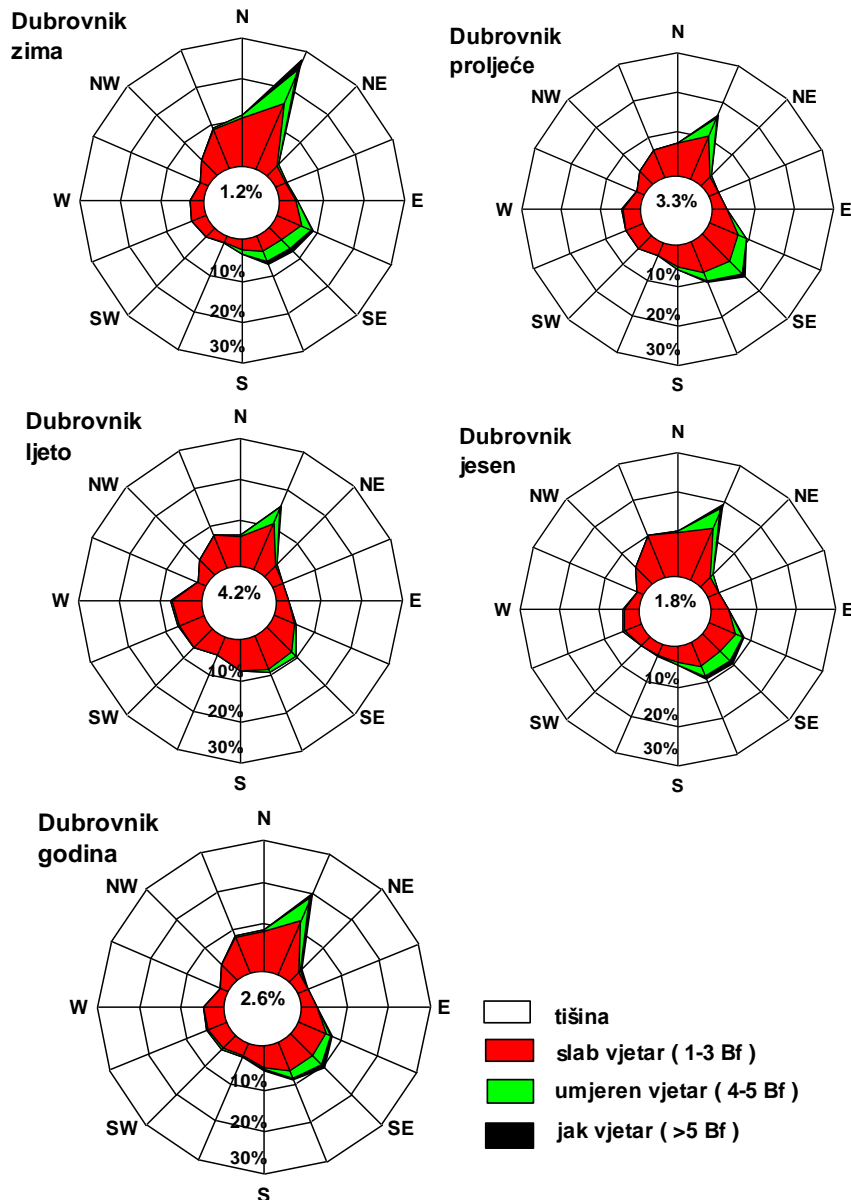 Dubrovnik
zima
N
NW
NE
W
1.2%
E
10%
20%
30%
SW
SE
S
Dubrovnik
proljeće
N
NW
NE
W
3.3%
E
10%
20%
30%
SW
SE
S
Dubrovnik
ljeto
N
NW
NE
W
4.2%
E
10%
20%
30%
SW
SE
S
Dubrovnik
jesen
N
NW
NE
W
1.8%
E
10%
20%
30%
SW
SE
S
Dubrovnik
godina
N
NW
NE
W
2.6%
E
10%
20%
30%
SW
SE
S
tišina
slab vjetar ( 1-3 Bf )
umjeren vjetar ( 4-5 Bf )
jak vjetar ( >5 Bf )